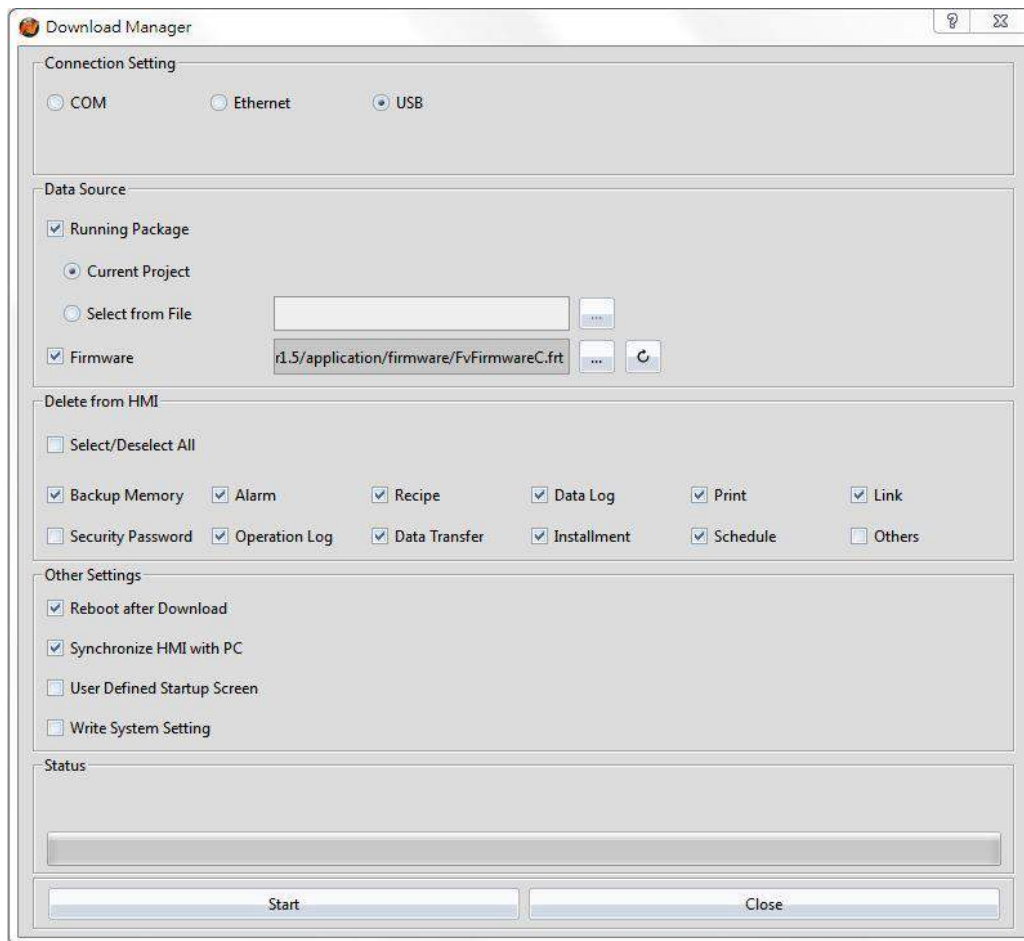 Download Manager
Connection Setting
COM Ethernet USB
Data Source
Running Package
Current Project
Select from File ...
Firmware r1.5/application/firmware/FvFirmwareC.frt ...
Delete from HMI
Select/Deselect All
Backup Memory Alarm Recipe Data Log Print Link
Security Password Operation Log Data Transfer Installment Schedule Others
Other Settings
Reboot after Download
Synchronize HMI with PC
User Defined Startup Screen
Write System Setting
Status
Start Close